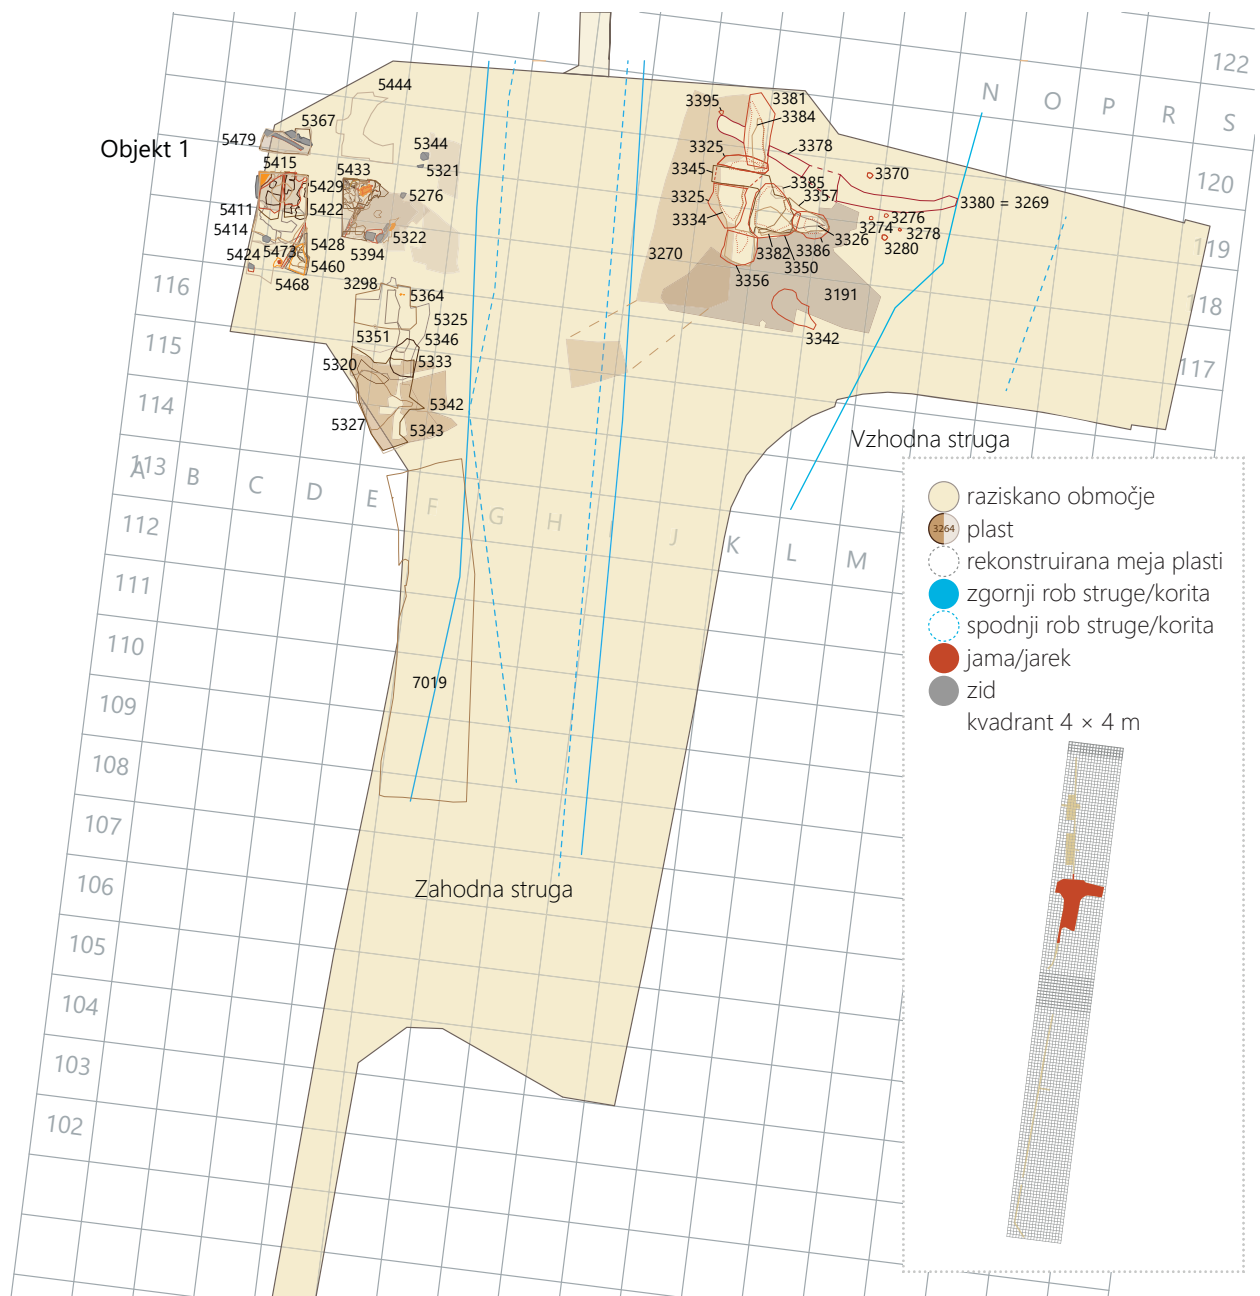 122
N
O
P
R
S
120
119
118
117
5444
5367
5479
Objekt 1
5344
5321
5415
5433
5429
5276
5411
5422
5414
5322
5428
5424
5473
5394
5460
5468
3298
5364
116
5325
115
5351
5346
5320
5333
114
5342
5327
5343
3395
3381
3384
3325
3378
3345
3370
3385
3357
3325
3380 = 3269
3334
3276
3274
3278
3326
3280
3270
3382
3386
3350
3356
3191
3342
Vzhodna struga
113
A
B
C
D
E
F
G
H
I
J
K
L
M
112
111
110
109
108
107
106
105
104
103
102
7019
Zahodna struga
raziskano območje
3264
plast
rekonstruirana meja plasti
zgornji rob struge/korita
spodnji rob struge/korita
jama/jarek
zid
kvadrant 4 × 4 m